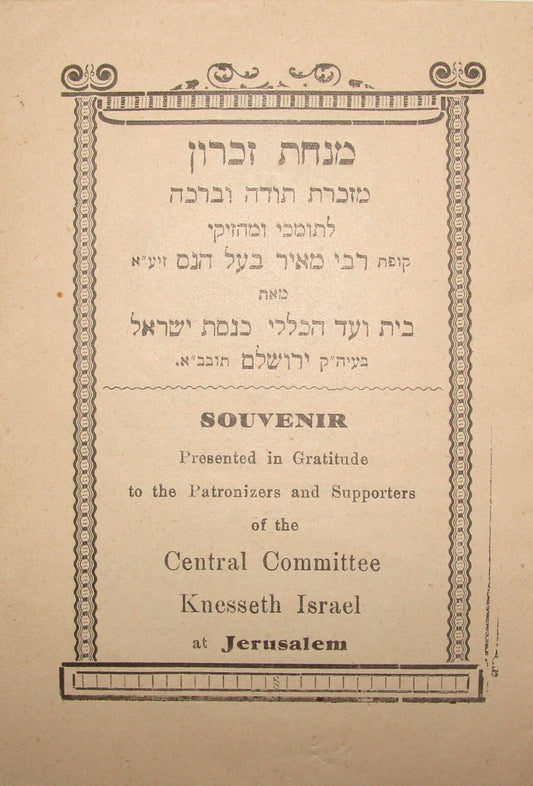 מנחת זכרון
מזכרת תודה וברכה
לתומכי ומחזיקי
קופת רבי מאיר בעל הנס זיע״א
מאת
בית ועד הכללי כנסת ישראל
בעיה״ק ירושלם תובב״א.
SOUVENIR
Presented in Gratitude
to the Patronizers and Supporters
of the
Central Committee
Knesseth Israel
at Jerusalem